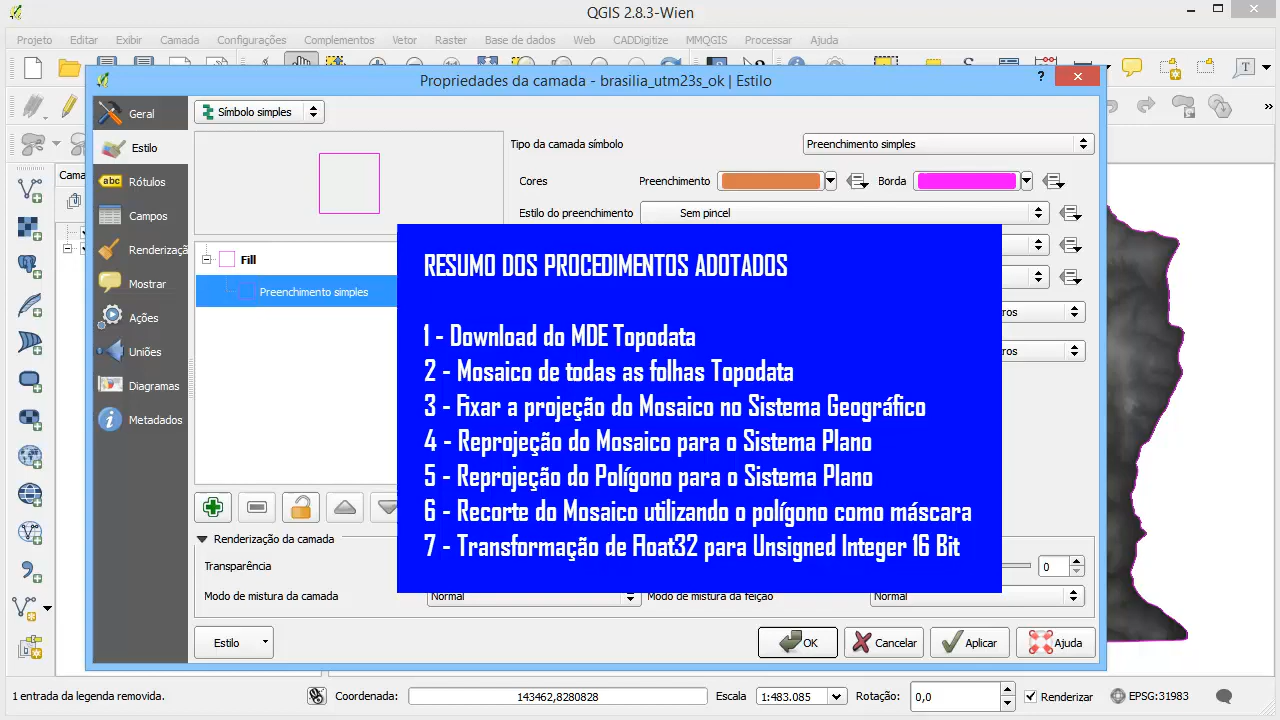 QGIS 2.8.3-Wien
Projeto Editar Exibir Camada Configurações Complementos Vetor Raster Base de dados Web CADDigitize MMQGIS Processar Ajuda
Propriedades da camada - brasilia_utm23s_ok | Estilo
?
Geral
Estilo
abc Rótulos
Campos
Renderização
Mostrar
Ações
Uniões
Diagramas
Metadados
Símbolo simples
Tipo da camada símbolo Preenchimento simples
Cores Preenchimento Borda
Estilo do preenchimento Sem pincel
Fill
Preenchimento simples
RESUMO DOS PROCEDIMENTOS ADOTADOS
1 - Download do MDE Topodata
2 - Mosaico de todas as folhas Topodata
3 - Fixar a projeção do Mosaico no Sistema Geográfico
4 - Reprojeção do Mosaico para o Sistema Plano
5 - Reprojeção do Polígono para o Sistema Plano
6 - Recorte do Mosaico utilizando o polígono como máscara
7 - Transformação de Float32 para Unsigned Integer 16 Bit
Renderização da camada
Transparência 0
Modo de mistura da camada Normal Modo de mistura da feição Normal
Estilo OK Cancelar Aplicar Ajuda
1 entrada da legenda removida. Coordenada: 143462,8280828 Escala 1:483.085 Rotação: 0,0 Renderizar EPSG:31983